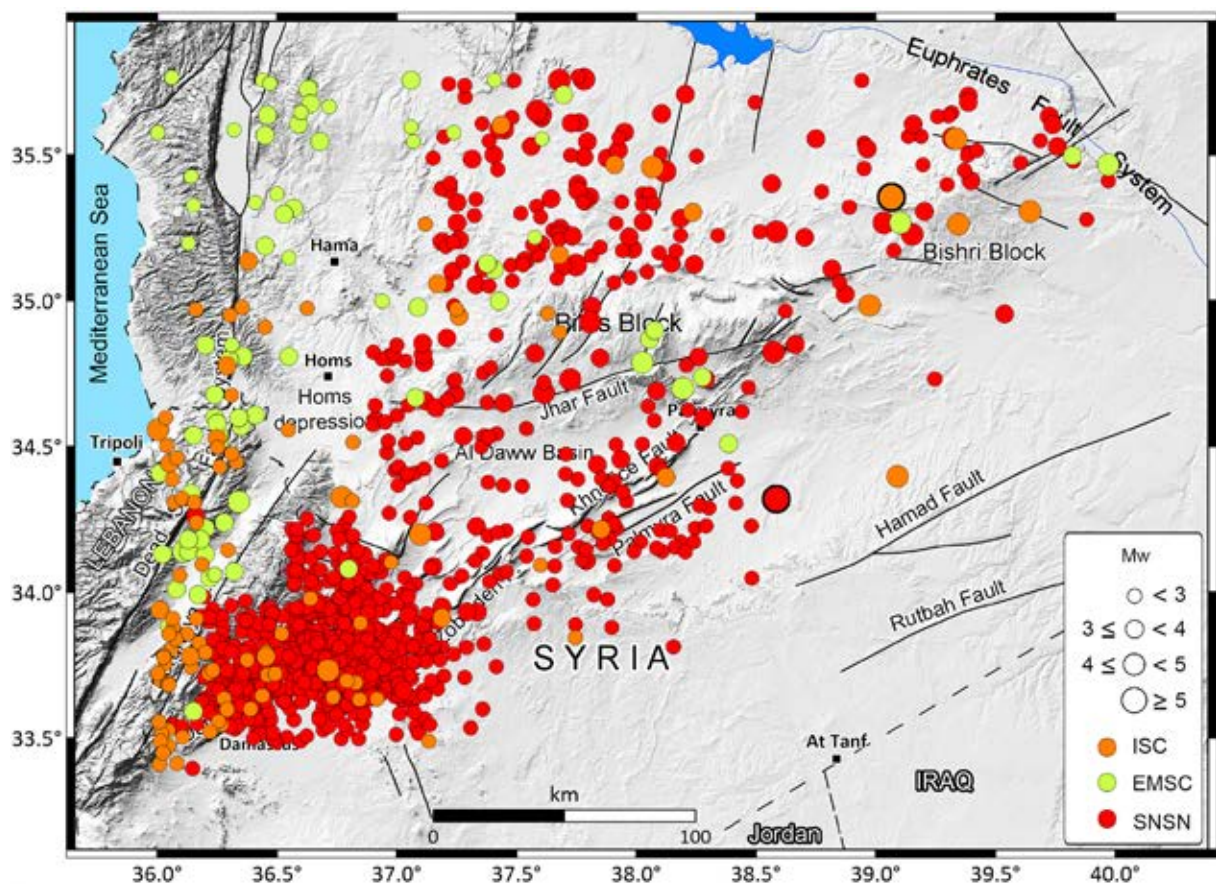 Euphrates Fault System
35.5°
Mediterranean Sea
Hama
Bishri Block
35.0°
Block
Homs
Homs
depression
Jhar Fault
Palmyra
Tripoli
34.5°
Al Daww Basin
Fault
LEBANON
Dead
Palmyra Fault
Hamad Fault
34.0°
Rutbah Fault
SYRIA
33.5°
Damascus
At Tanf
IRAQ
Jordan
km
0
100
Mw
< 3
3 ≤ < 4
4 ≤ < 5
≥ 5
ISC
EMSC
SNSN
36.0° 36.5° 37.0° 37.5° 38.0° 38.5° 39.0° 39.5° 40.0°